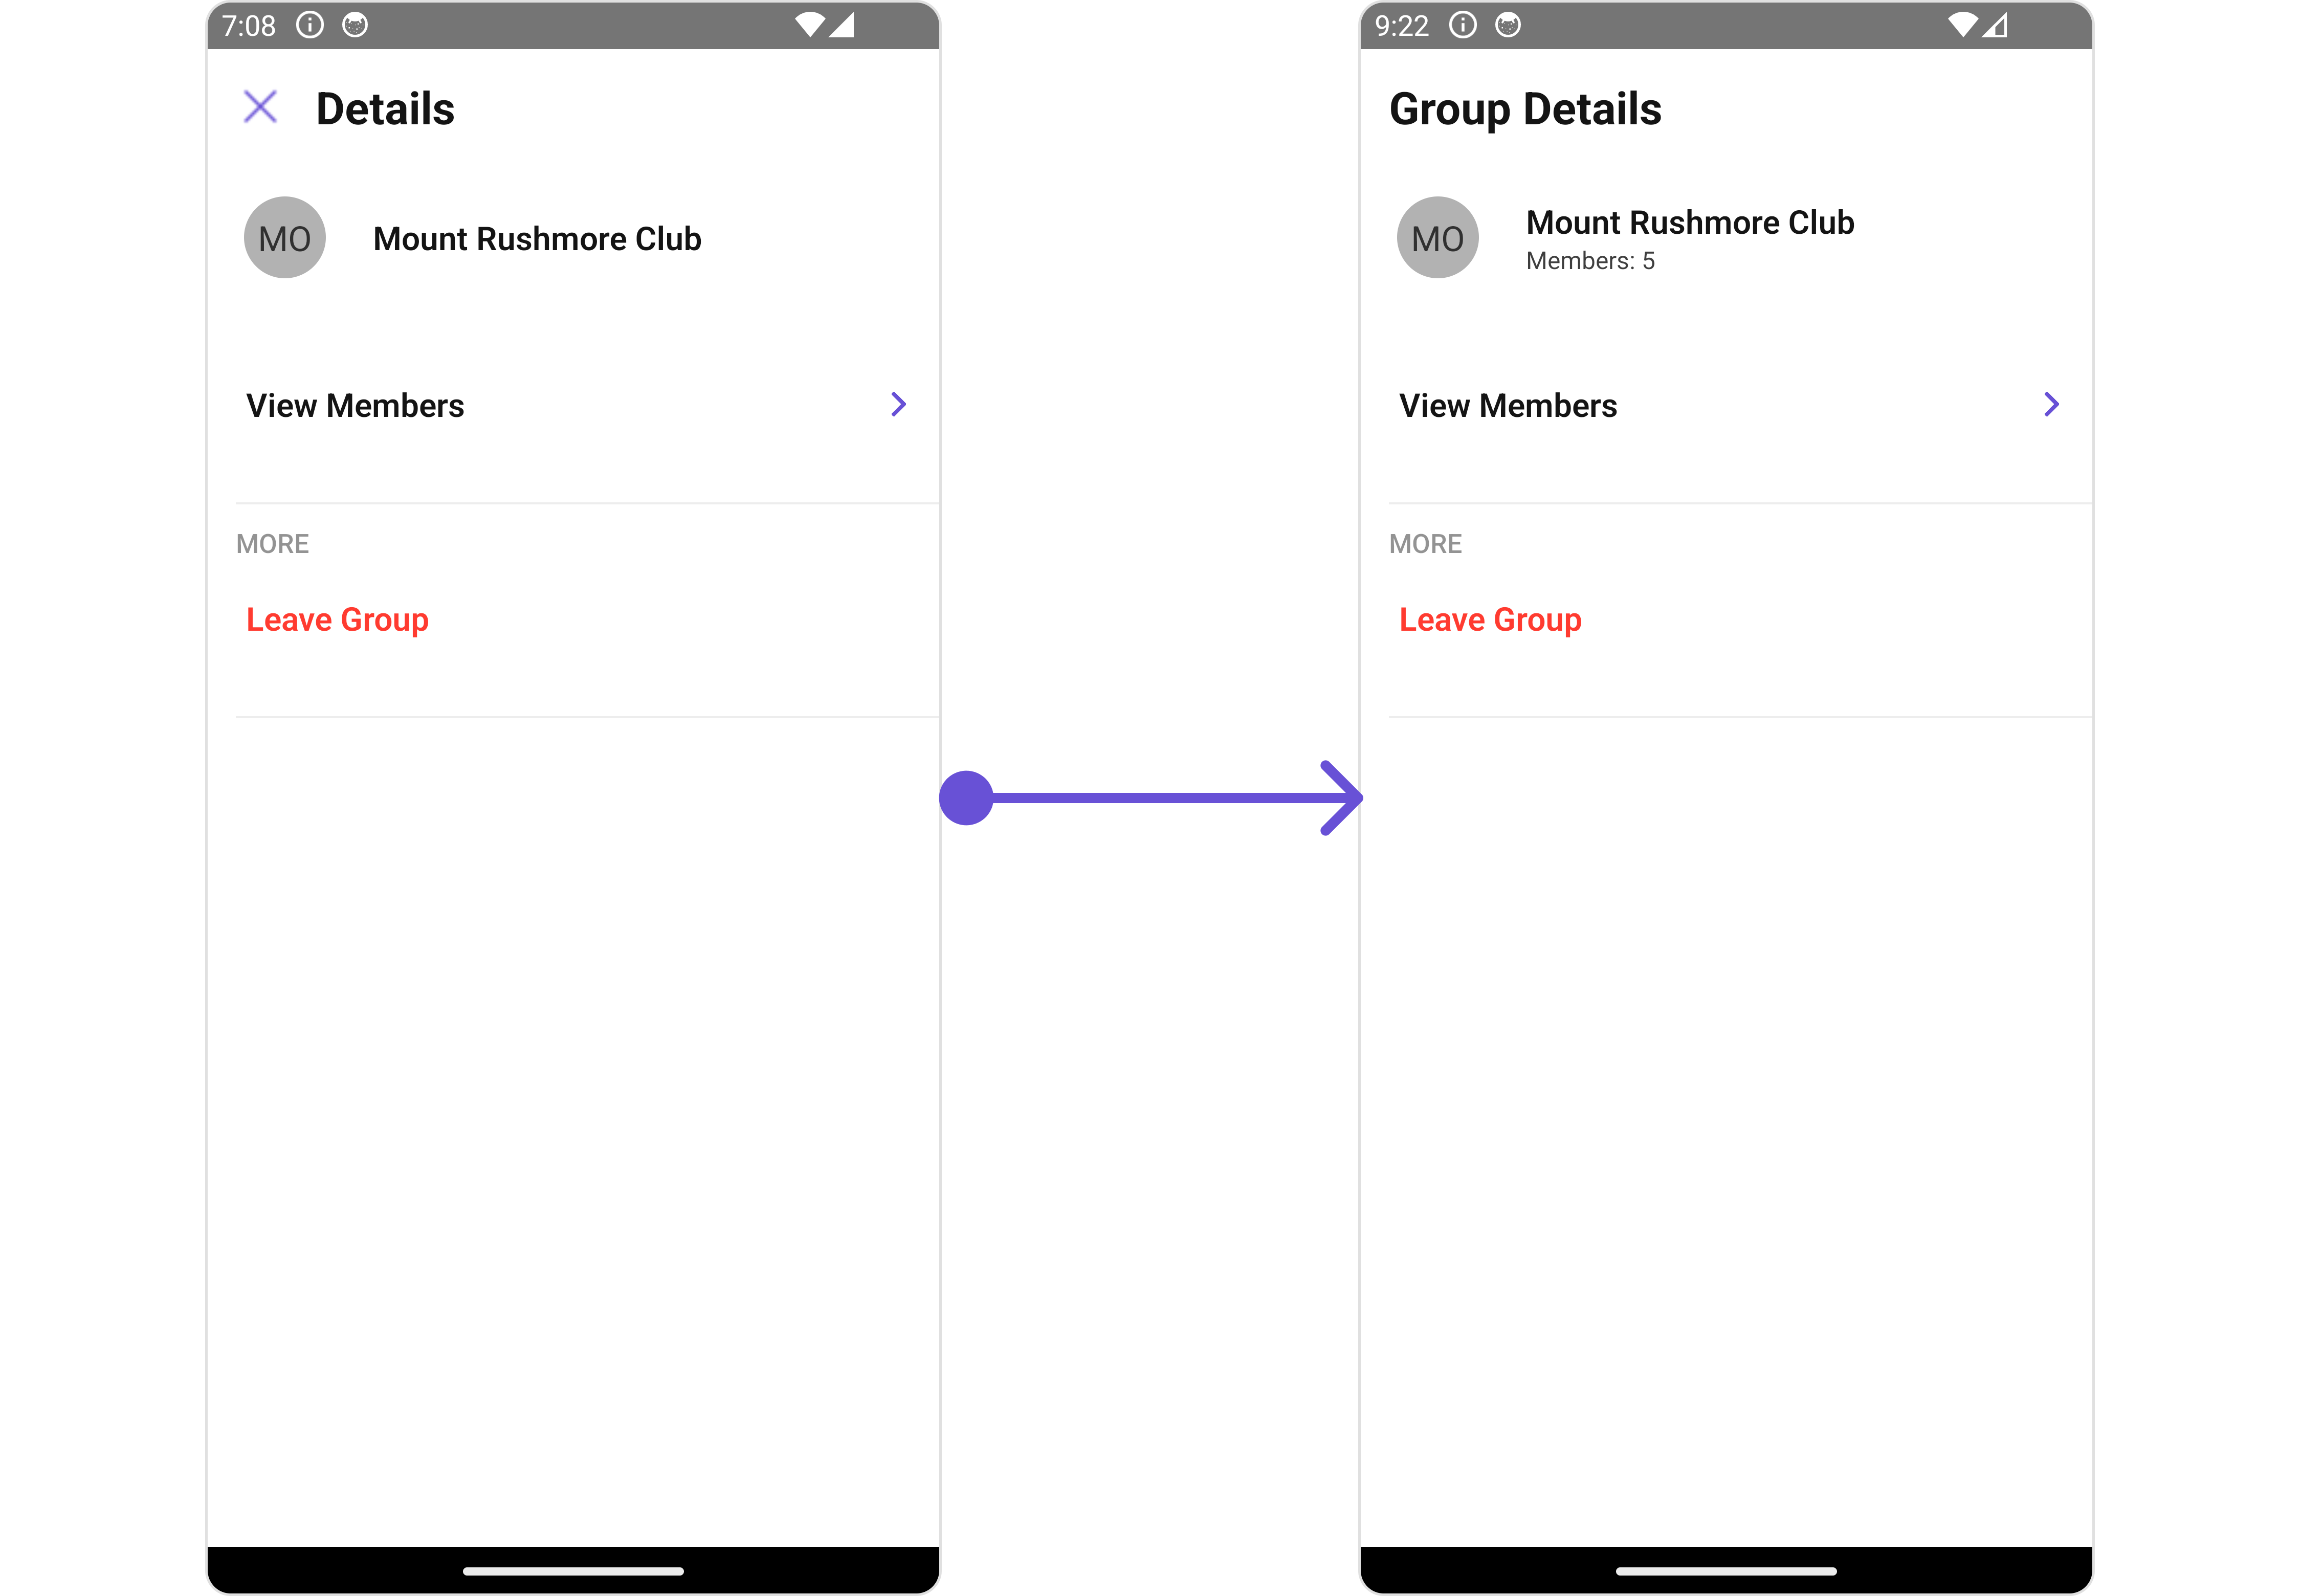 7:08
Details
MO
Mount Rushmore Club
View Members
MORE
Leave Group
9:22
Group Details
MO
Mount Rushmore Club
Members: 5
View Members
MORE
Leave Group